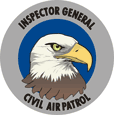 INSPECTOR GENERAL
CIVIL AIR PATROL